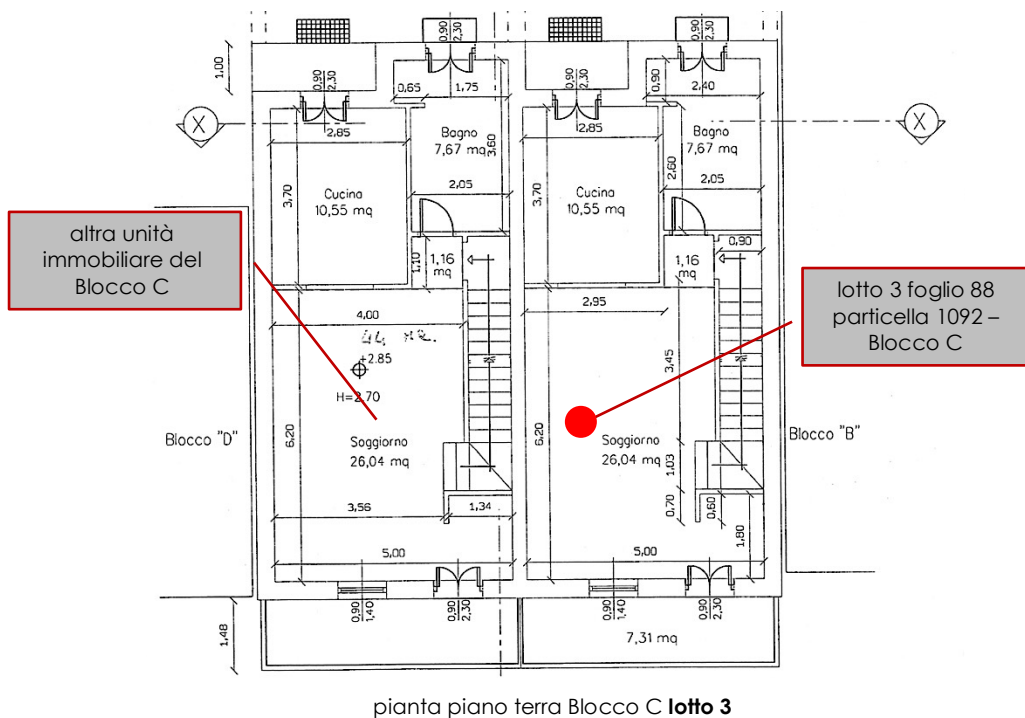 0,90
2,30
0,90
2,30
1,00
0,90
2,30
0,90
2,30
0,65
1,75
0,90
2,40
X
X
2,85
2,85
Bagno
7,67 mq
3,60
Bagno
7,67 mq
2,60
3,70
Cucina
10,55 mq
2,05
3,70
Cucina
10,55 mq
2,05
altra unità
immobiliare del
Blocco C
1,10
1,16
mq
1,16
mq
0,90
lotto 3 foglio 88
particella 1092 –
Blocco C
4,00
2,95
+2.85
H=2.70
3,45
Blocco "D"
6,20
Soggiorno
26,04 mq
6,20
Soggiorno
26,04 mq
1,03
Blocco "B"
3,56
1,34
0,70
0,60
1,80
5,00
5,00
0,90
1,40
0,90
2,30
0,90
1,40
0,90
2,30
1,48
7,31 mq
pianta piano terra Blocco C lotto 3